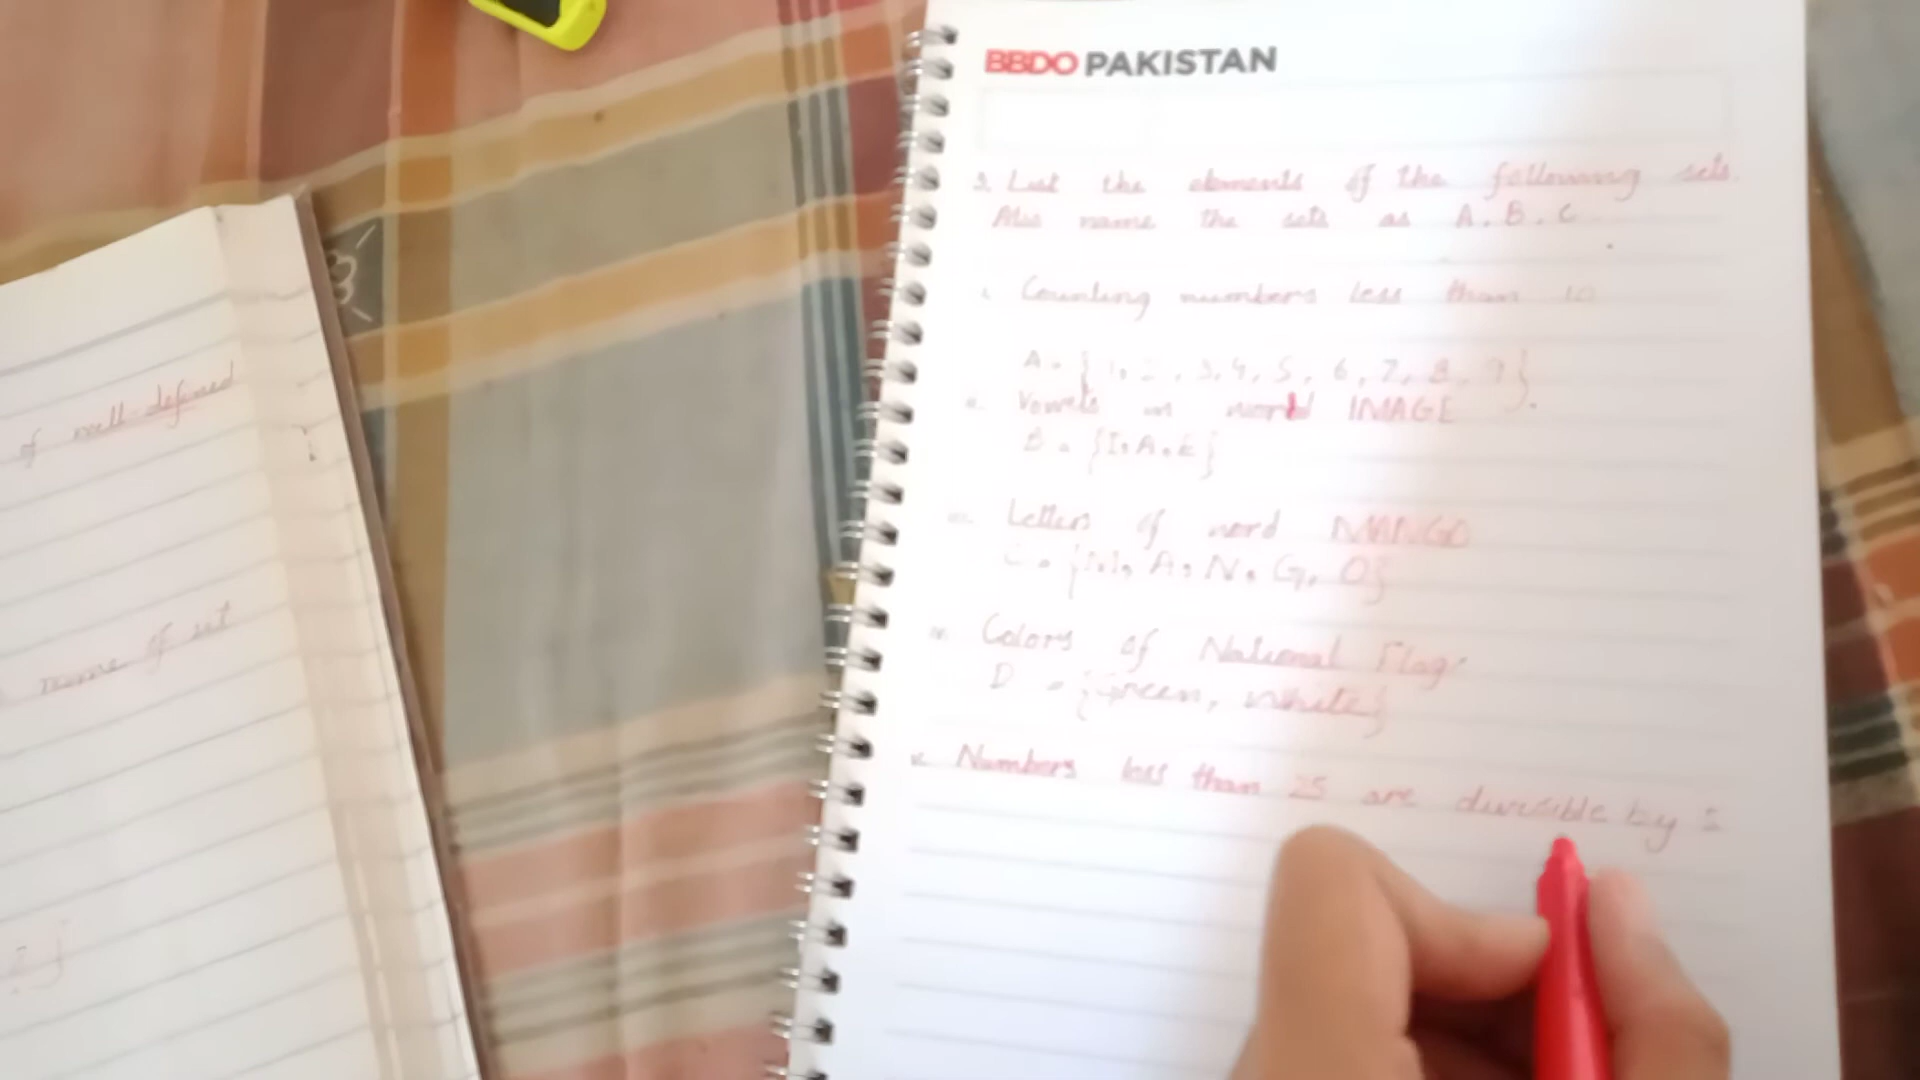 of well-defined
name of set
BBDO PAKISTAN
List the elements of the following sets.
Also name the sets as A, B, C
i. Counting numbers less than 10
A = {1, 2, 3, 4, 5, 6, 7, 8, 9}
ii. Vowels in word IMAGE
B = {I, A, E}
iii. Letters of word MANGO
C = {M, A, N, G, O}
iv. Colors of National Flag
D = {Green, White}
v. Numbers less than 25 are divisible by